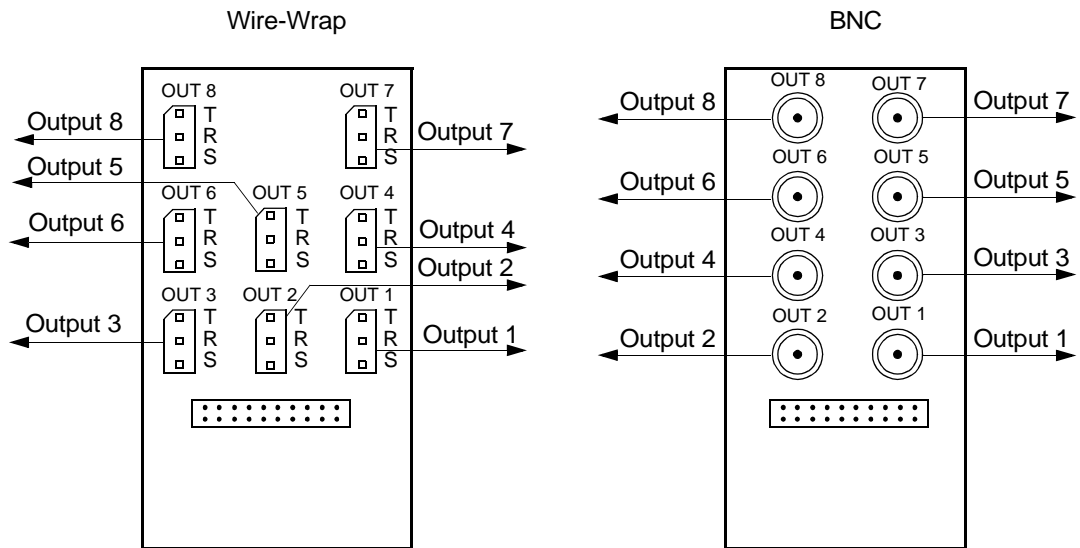 Wire-Wrap
OUT 8
T
R
S
OUT 7
T
R
S
Output 8
Output 7
Output 5
OUT 6
T
R
S
OUT 5
T
R
S
OUT 4
T
R
S
Output 6
Output 4
Output 2
OUT 3
T
R
S
OUT 2
T
R
S
OUT 1
T
R
S
Output 3
Output 1
BNC
OUT 8
OUT 7
Output 8
Output 7
OUT 6
OUT 5
Output 6
Output 5
OUT 4
OUT 3
Output 4
Output 3
OUT 2
OUT 1
Output 2
Output 1